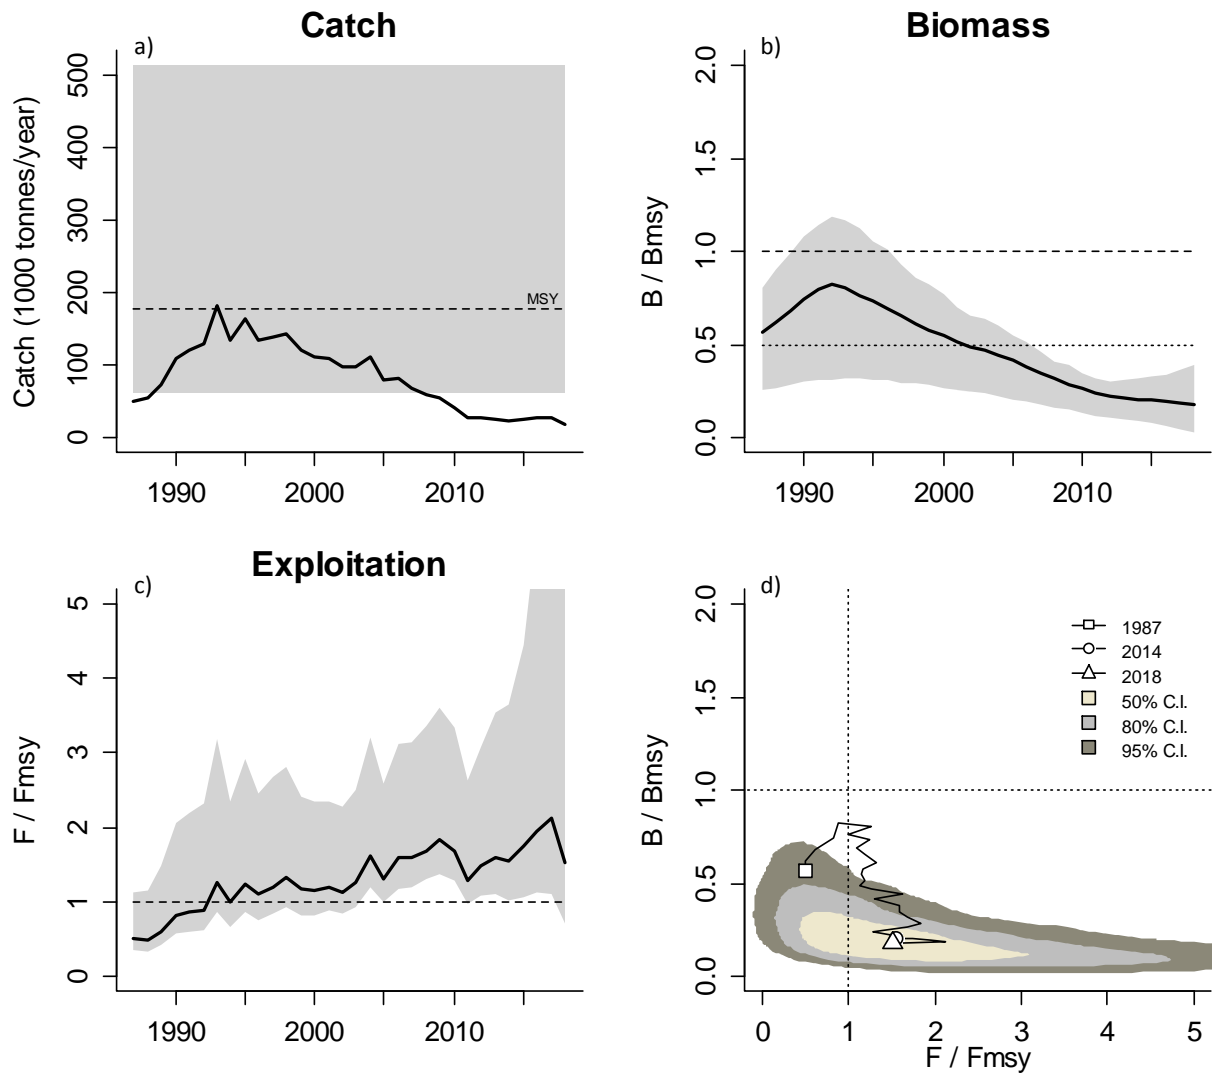 Catch
a)
Catch (1000 tonnes/year)
500
400
300
200
100
0
MSY
1990 2000 2010
Biomass
b)
B / Bmsy
2.0
1.5
1.0
0.5
0.0
1990 2000 2010
Exploitation
c)
F / Fmsy
5
4
3
2
1
0
1990 2000 2010
d)
B / Bmsy
2.0
1.5
1.0
0.5
0.0
1987
2014
2018
50% C.I.
80% C.I.
95% C.I.
0 1 2 3 4 5
F / Fmsy